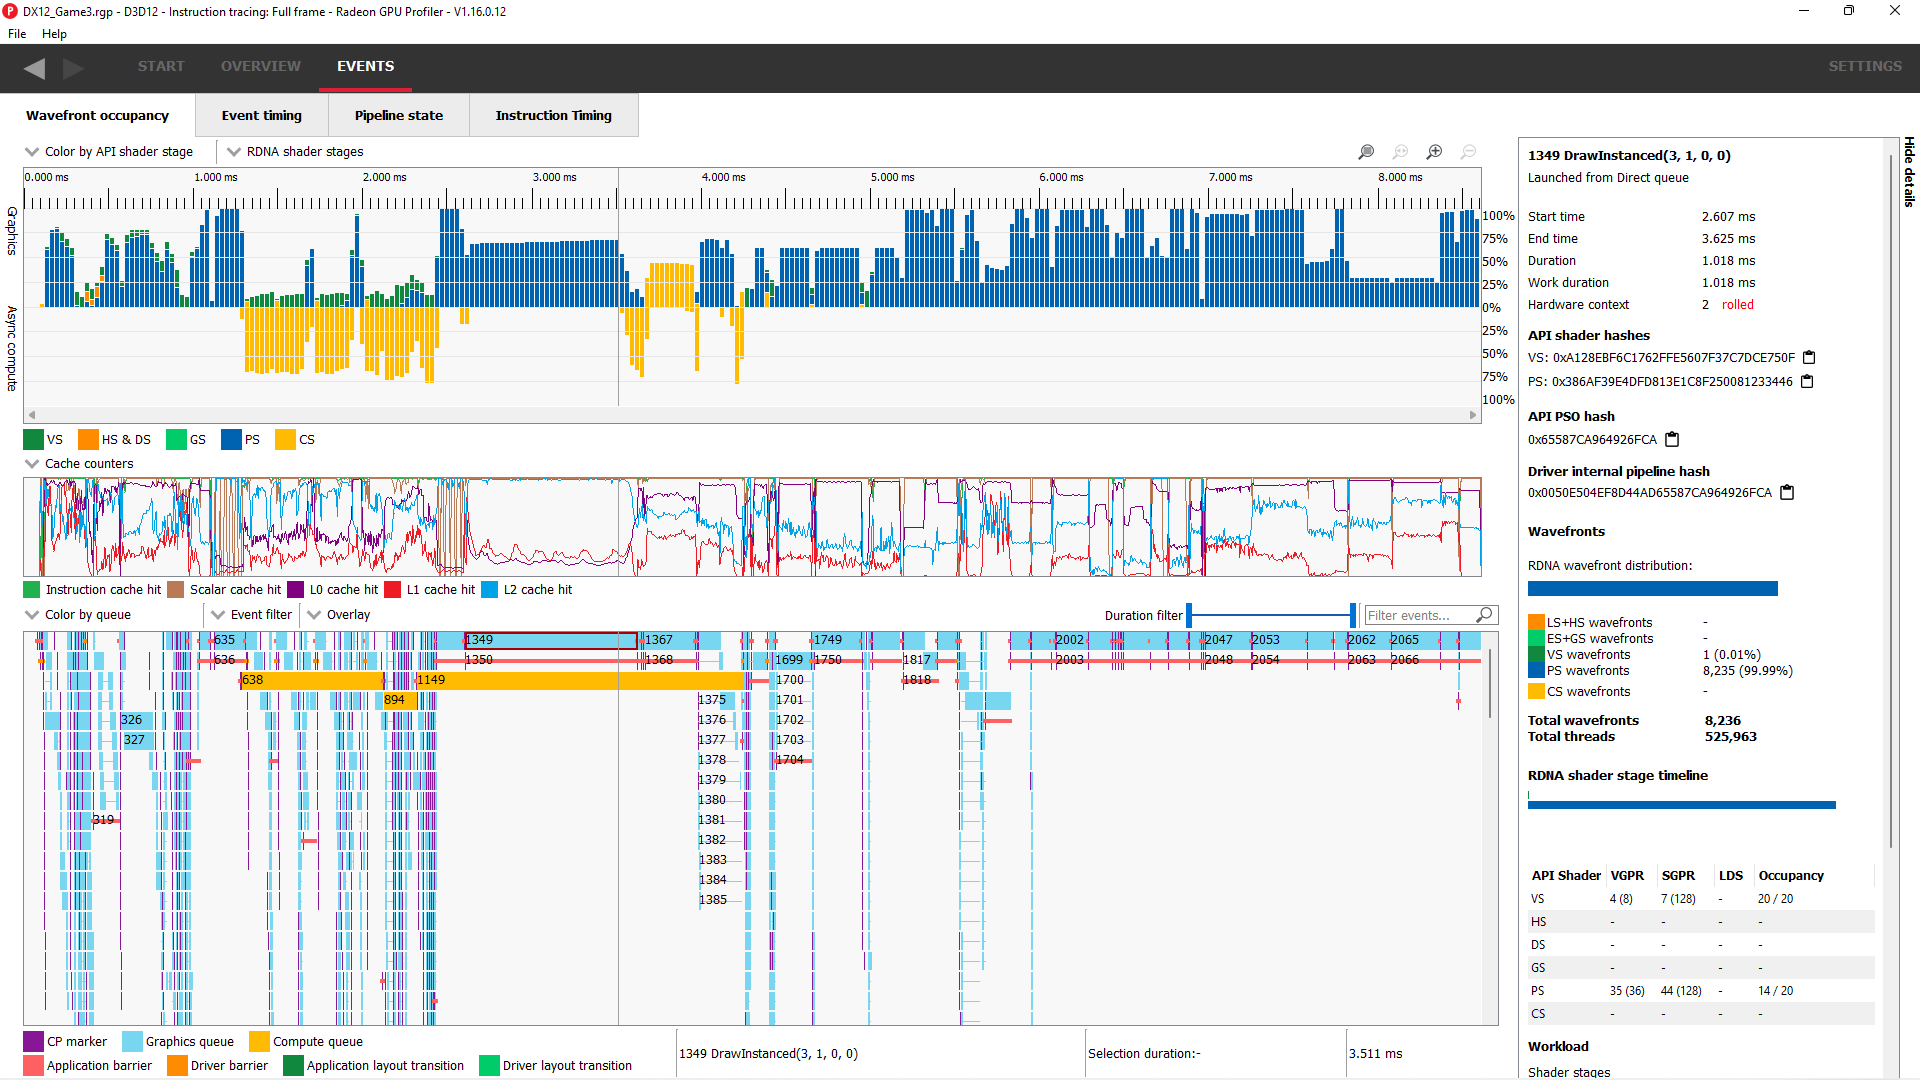 DX12_Game3.rgp - D3D12 - Instruction tracing: Full frame - Radeon GPU Profiler - V1.16.0.12
File Help
START OVERVIEW EVENTS SETTINGS
Wavefront occupancy Event timing Pipeline state Instruction Timing
Hide details
Color by API shader stage RDNA shader stages
0.000 ms 1.000 ms 2.000 ms 3.000 ms 4.000 ms 5.000 ms 6.000 ms 7.000 ms 8.000 ms
Graphics
Async compute
100%
75%
50%
25%
0%
25%
50%
75%
100%
VS HS & DS GS PS CS
Cache counters
Instruction cache hit Scalar cache hit L0 cache hit L1 cache hit L2 cache hit
Color by queue Event filter Overlay Duration filter Filter events...
635 1349 1367 1749 2002 2047 2053 2062 2065
636 1350 1368 1699 1750 1817 2003 2048 2054 2063 2066
638 1149 1700 1818
894 1375 1701
326 1376 1702
327 1377 1703
1378 1704
1379
1380
319 1381
1382
1383
1384
1385
CP marker Graphics queue Compute queue
Application barrier Driver barrier Application layout transition Driver layout transition
1349 DrawInstanced(3, 1, 0, 0) Selection duration:- 3.511 ms
1349 DrawInstanced(3, 1, 0, 0)
Launched from Direct queue
Start time 2.607 ms
End time 3.625 ms
Duration 1.018 ms
Work duration 1.018 ms
Hardware context 2 rolled
API shader hashes
VS: 0xA128EBF6C1762FFE5607F37C7DCE750F
PS: 0x386AF39E4DFD813E1C8F250081233446
API PSO hash
0x65587CA964926FCA
Driver internal pipeline hash
0x0050E504EF8D44AD65587CA964926FCA
Wavefronts
RDNA wavefront distribution:
LS+HS wavefronts -
ES+GS wavefronts -
VS wavefronts 1 (0.01%)
PS wavefronts 8,235 (99.99%)
CS wavefronts -
Total wavefronts 8,236
Total threads 525,963
RDNA shader stage timeline
API Shader VGPR SGPR LDS Occupancy
VS 4 (8) 7 (128) - 20 / 20
HS - - - -
DS - - - -
GS - - - -
PS 35 (36) 44 (128) - 14 / 20
CS - - - -
Workload
Shader stages